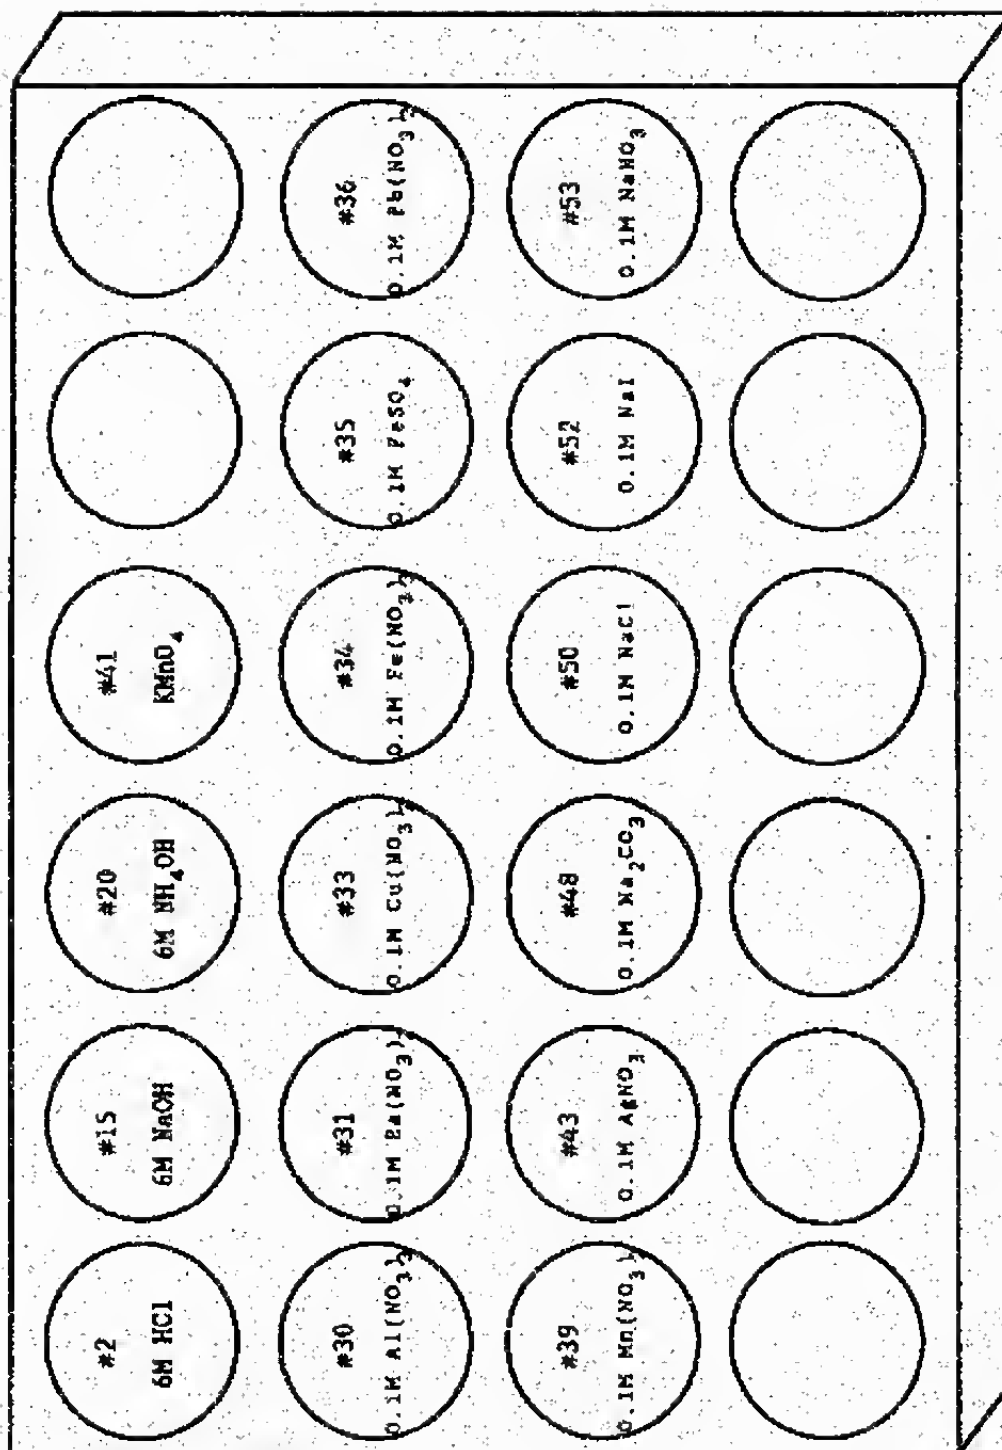 #2
6M HCl
#15
6M NaOH
#20
6M NH₄OH
#41
KMnO₄
#30
0.1M Al(NO₃)₃
#31
0.1M Ba(NO₃)₂
#33
0.1M Cu(NO₃)₂
#34
0.1M Fe(NO₃)₃
#35
0.1M FeSO₄
#36
0.1M Pb(NO₃)₂
#39
0.1M Mn(NO₃)₂
#43
0.1M AgNO₃
#48
0.1M Na₂CO₃
#50
0.1M NaCl
#52
0.1M NaI
#53
0.1M NaNO₃